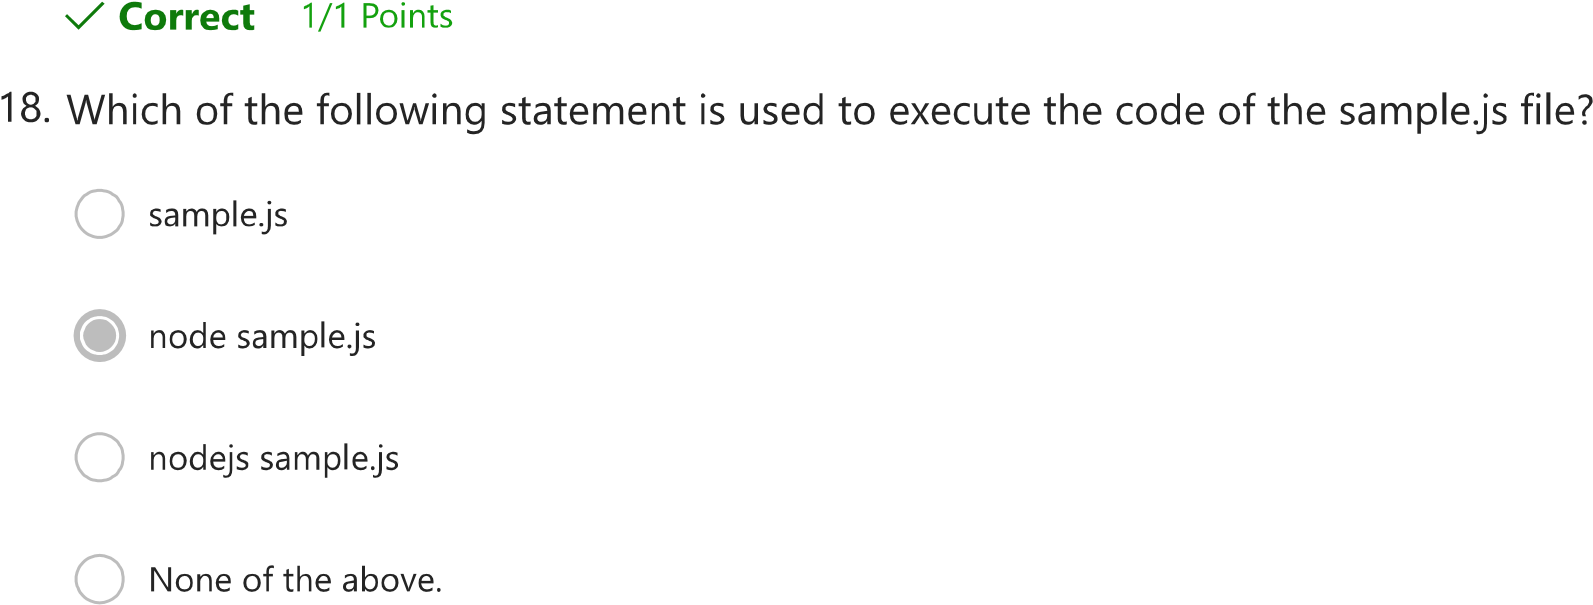 Correct 1/1 Points
18. Which of the following statement is used to execute the code of the sample.js file?
sample.js
node sample.js
nodejs sample.js
None of the above.